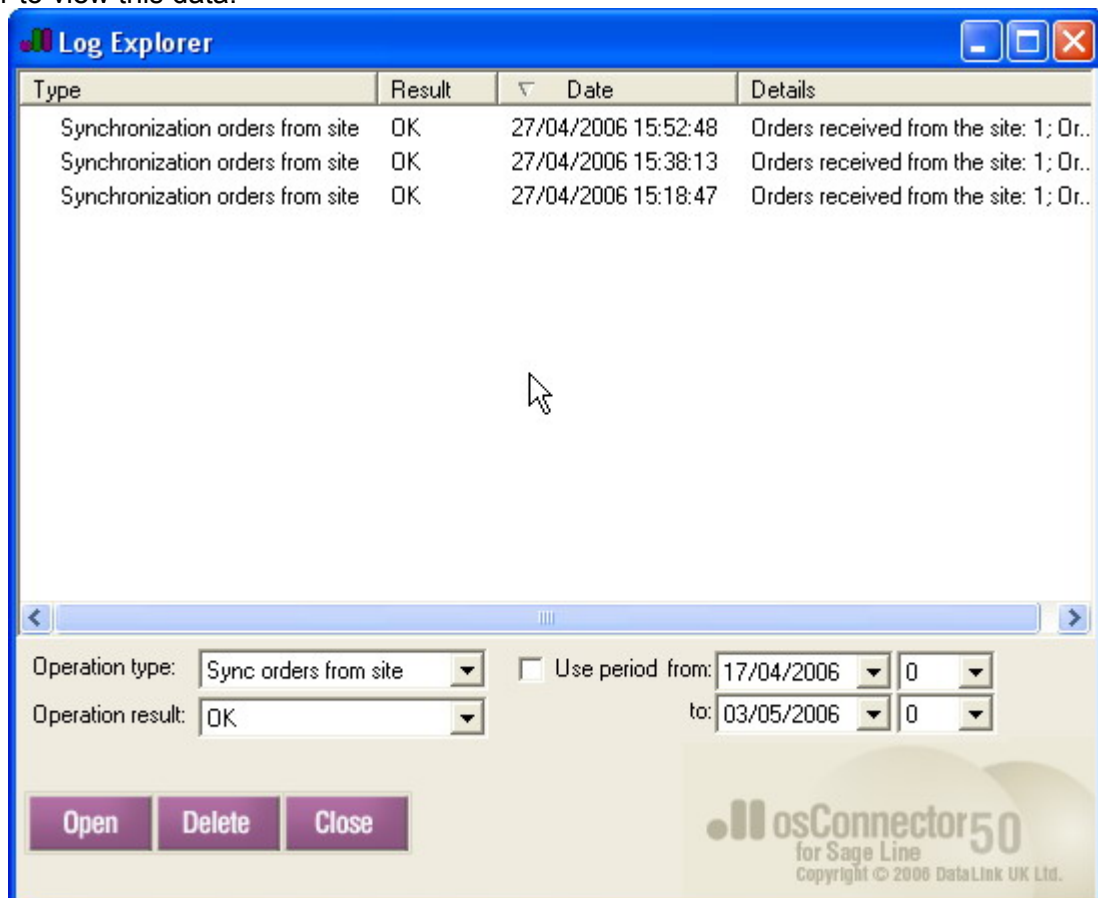 to view this data.
Log Explorer
Type Result Date Details
Synchronization orders from site OK 27/04/2006 15:52:48 Orders received from the site: 1; Or..
Synchronization orders from site OK 27/04/2006 15:38:13 Orders received from the site: 1; Or..
Synchronization orders from site OK 27/04/2006 15:18:47 Orders received from the site: 1; Or..
Operation type: Sync orders from site Use period from: 17/04/2006 0
Operation result: OK to: 03/05/2006 0
Open Delete Close
osConnector50
for Sage Line
Copyright © 2006 DataLink UK Ltd.